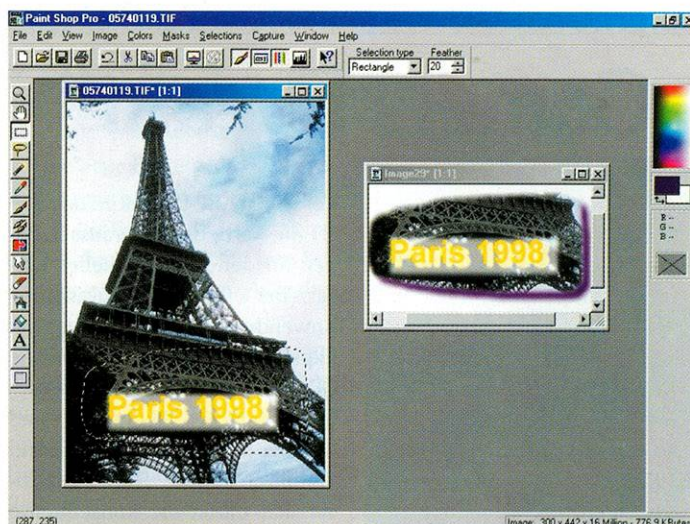 Paint Shop Pro - 05740119.TIF
File Edit View Image Colors Masks Selections Capture Window Help
Selection type Feather
Rectangle 20
05740119.TIF* [1:1]
Image29* [1:1]
Paris 1998
Paris 1998
R --
G --
B --
A
(287, 235)
Image: 300 x 442 x 16 Million - 776.9 KBytes